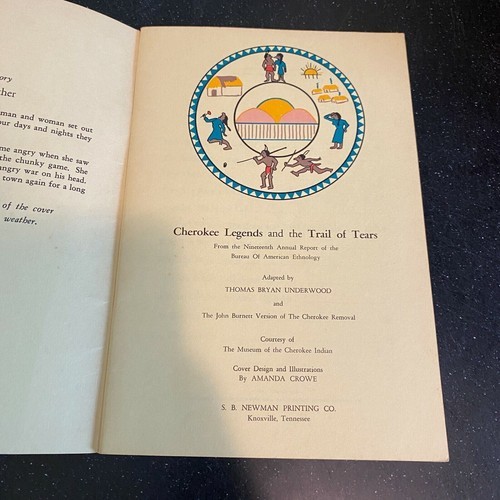 ory
ther
man and woman set out
our days and nights they
me angry when she saw
the chunky game. She
angry war on his head.
town again for a long
of the cover
weather.
Cherokee Legends and the Trail of Tears
From the Nineteenth Annual Report of the
Bureau Of American Ethnology
Adapted by
THOMAS BRYAN UNDERWOOD
and
The John Burnett Version of The Cherokee Removal
Courtesy of
The Museum of the Cherokee Indian
Cover Design and Illustrations
By AMANDA CROWE
S. B. NEWMAN PRINTING CO.
Knoxville, Tennessee